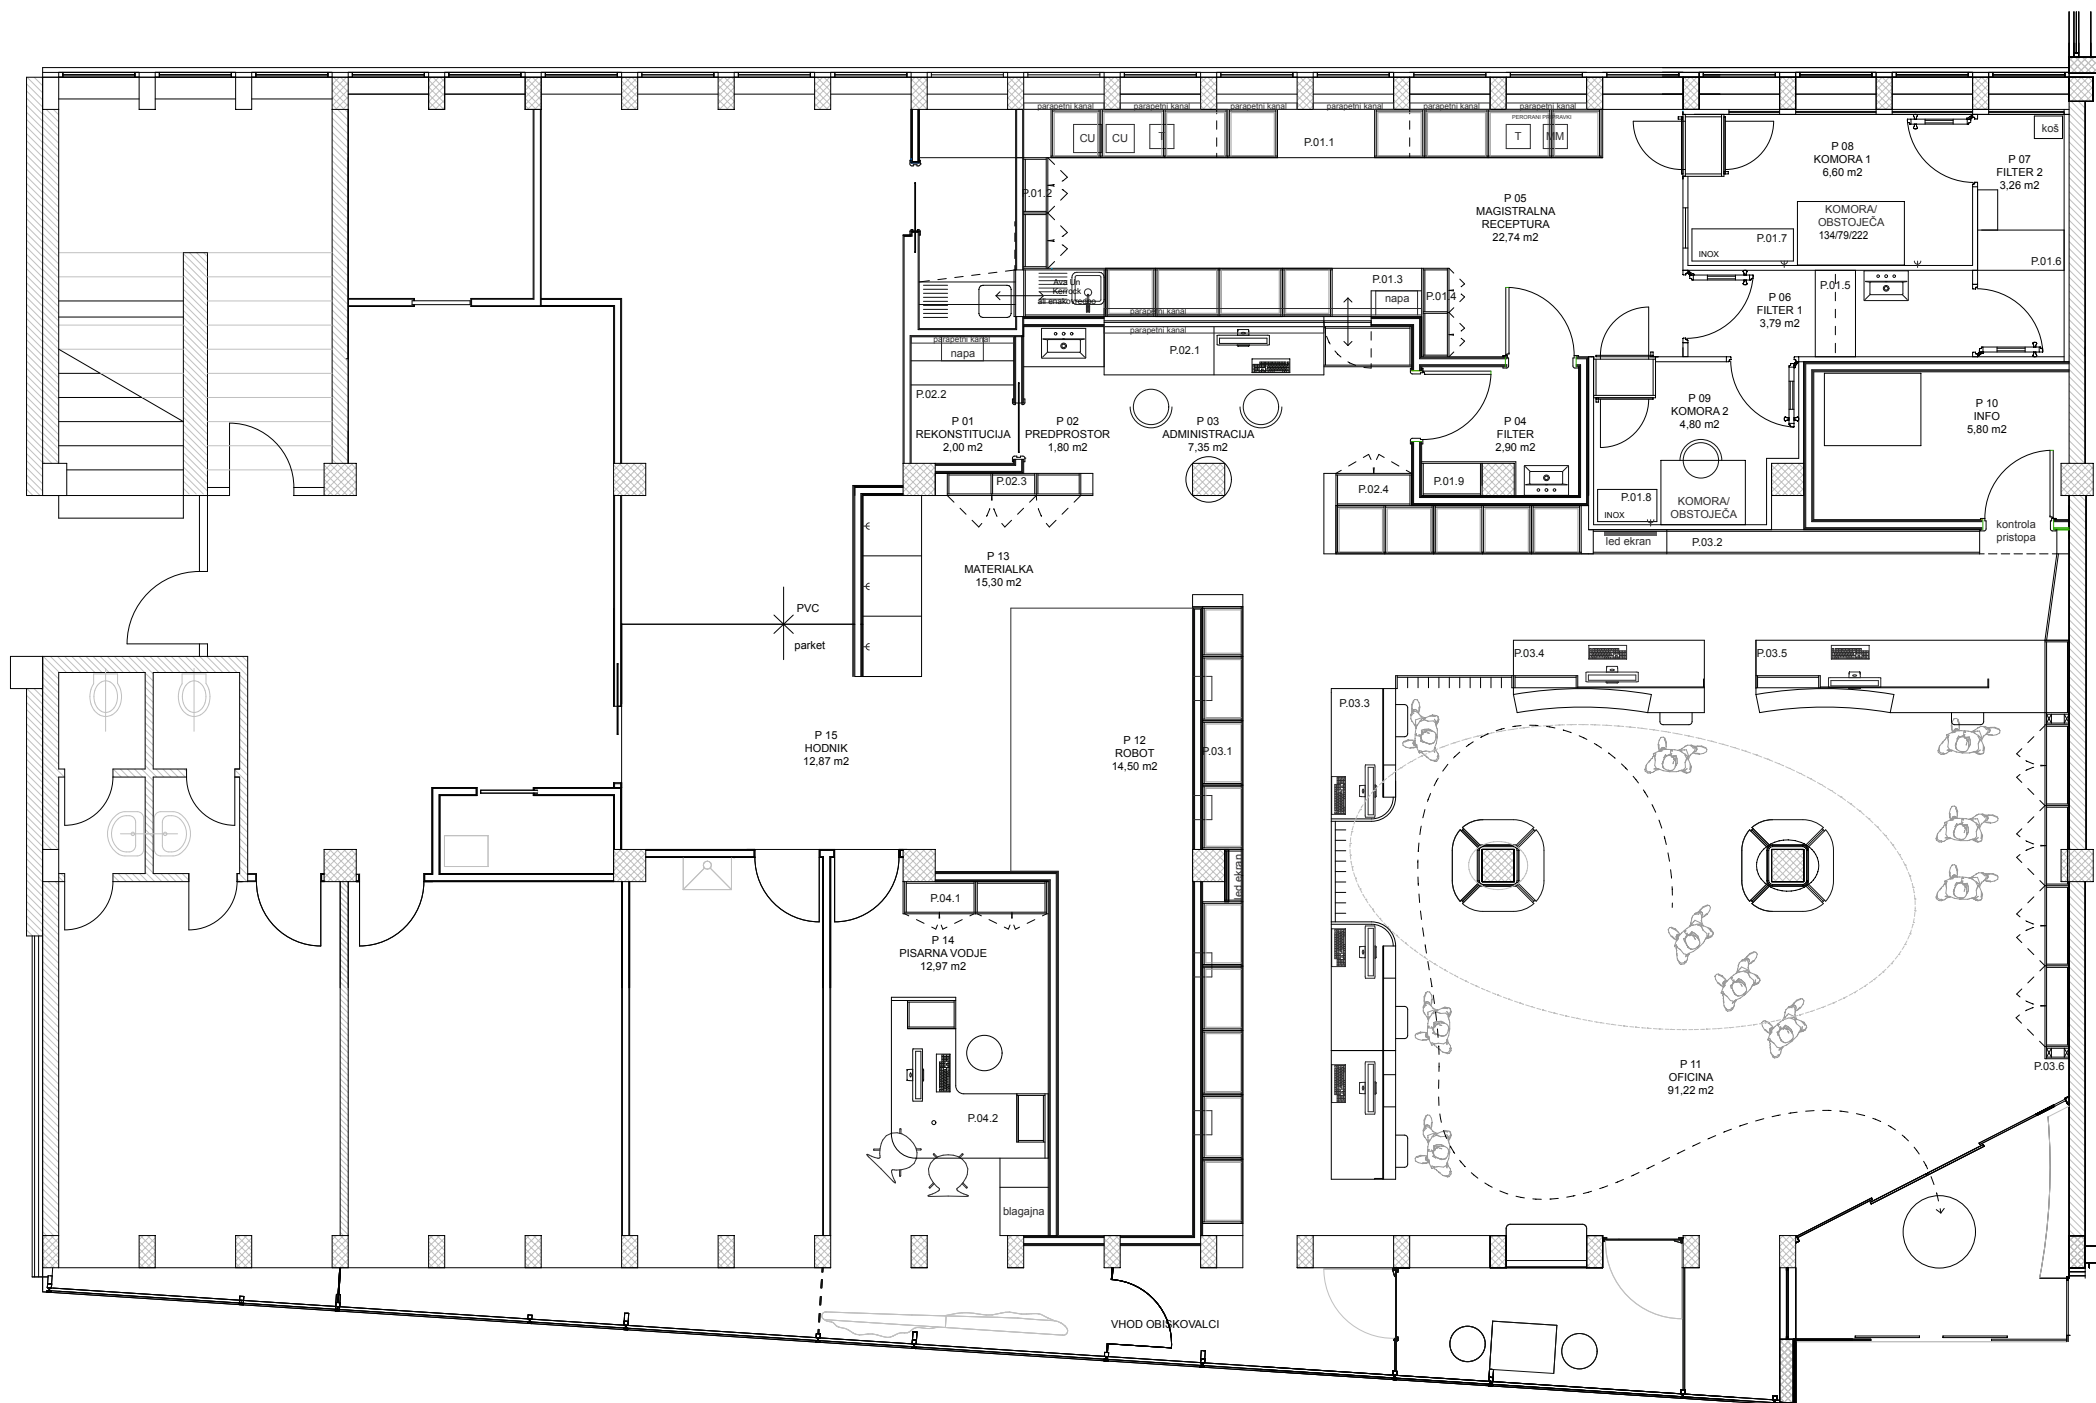 parapetni kanal
parapetni kanal
parapetni kanal
parapetni kanal
parapetni kanal
parapetni kanal
PERORANI PRIPRAVKI
CU
CU
T
P.01.1
T
MM
koš
P 08
KOMORA 1
6,60 m2
P 07
FILTER 2
3,26 m2
P.01.2
P 05
MAGISTRALNA
RECEPTURA
22,74 m2
KOMORA/
OBSTOJEČA
134/79/222
P.01.7
INOX
P.01.6
P.01.3
P.01.4
napa
P.01.5
P 06
FILTER 1
3,79 m2
Kerrock
ali enakovredno
parapetni kanal
parapetni kanal
parapetni kanal
napa
P.02.1
P.02.2
P 01
REKONSTITUCIJA
2,00 m2
P 02
PREDPROSTOR
1,80 m2
P 03
ADMINISTRACIJA
7,35 m2
P 04
FILTER
2,90 m2
P 09
KOMORA 2
4,80 m2
P 10
INFO
5,80 m2
P.02.3
P.02.4
P.01.9
P.01.8
INOX
KOMORA/
OBSTOJEČA
kontrola
pristopa
led ekran
P.03.2
P 13
MATERIALKA
15,30 m2
PVC
parket
P.03.4
P.03.5
P.03.3
P 15
HODNIK
12,87 m2
P 12
ROBOT
14,50 m2
P.03.1
led ekran
P.04.1
P 14
PISARNA VODJE
12,97 m2
P.04.2
P 11
OFICINA
91,22 m2
P.03.6
blagajna
VHOD OBISKOVALCI